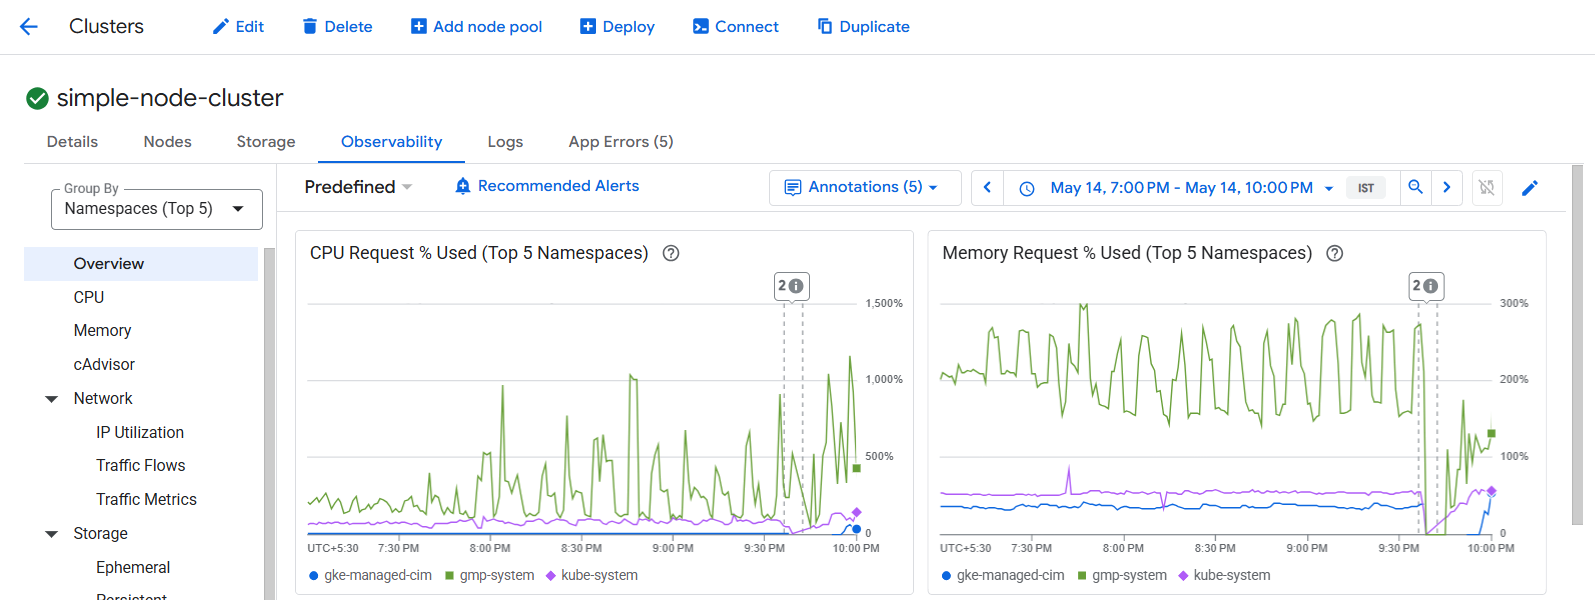 Clusters
Edit
Delete
Add node pool
Deploy
Connect
Duplicate
simple-node-cluster
Details
Nodes
Storage
Observability
Logs
App Errors (5)
Group By
Namespaces (Top 5)
Overview
CPU
Memory
cAdvisor
Network
IP Utilization
Traffic Flows
Traffic Metrics
Storage
Ephemeral
Persistent
Predefined
Recommended Alerts
Annotations (5)
May 14, 7:00 PM - May 14, 10:00 PM
IST
CPU Request % Used (Top 5 Namespaces)
2
1,500%
1,000%
500%
0
UTC+5:30
7:30 PM
8:00 PM
8:30 PM
9:00 PM
9:30 PM
10:00 PM
gke-managed-cim
gmp-system
kube-system
Memory Request % Used (Top 5 Namespaces)
2
300%
200%
100%
0
UTC+5:30
7:30 PM
8:00 PM
8:30 PM
9:00 PM
9:30 PM
10:00 PM
gke-managed-cim
gmp-system
kube-system